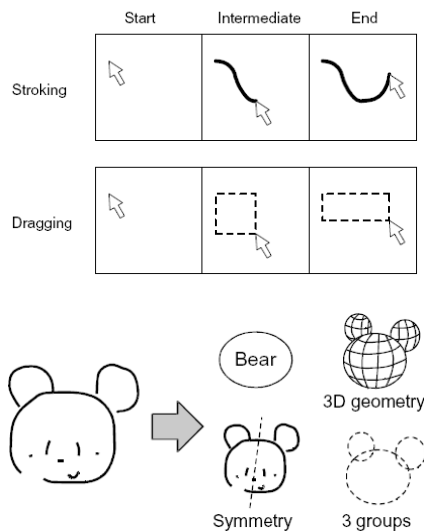 Start Intermediate End
Stroking
Dragging
Bear
3D geometry
Symmetry 3 groups